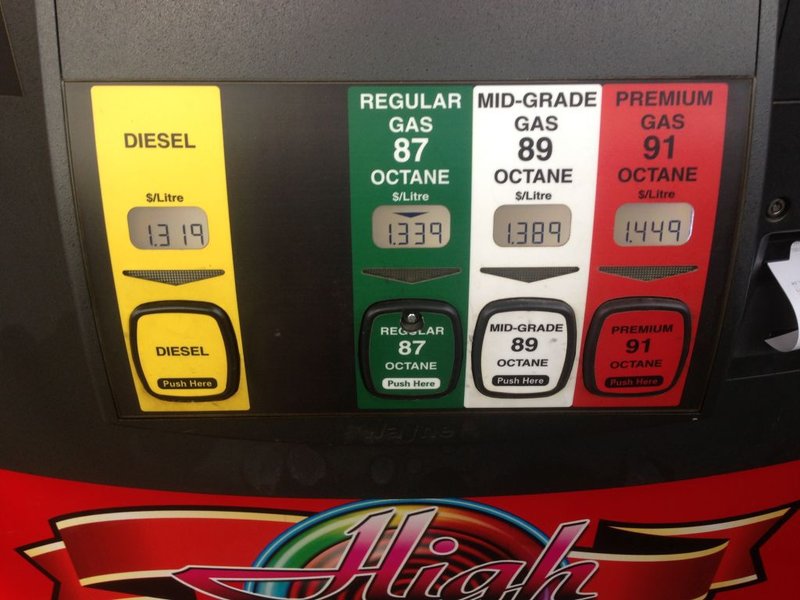 DIESEL
$/Litre
1.319
DIESEL
Push Here
REGULAR
GAS
87
OCTANE
$/Litre
1.339
REGULAR
87
OCTANE
Push Here
MID-GRADE
GAS
89
OCTANE
$/Litre
1.389
MID-GRADE
89
OCTANE
Push Here
PREMIUM
GAS
91
OCTANE
$/Litre
1.449
PREMIUM
91
OCTANE
Push Here
wayne
High